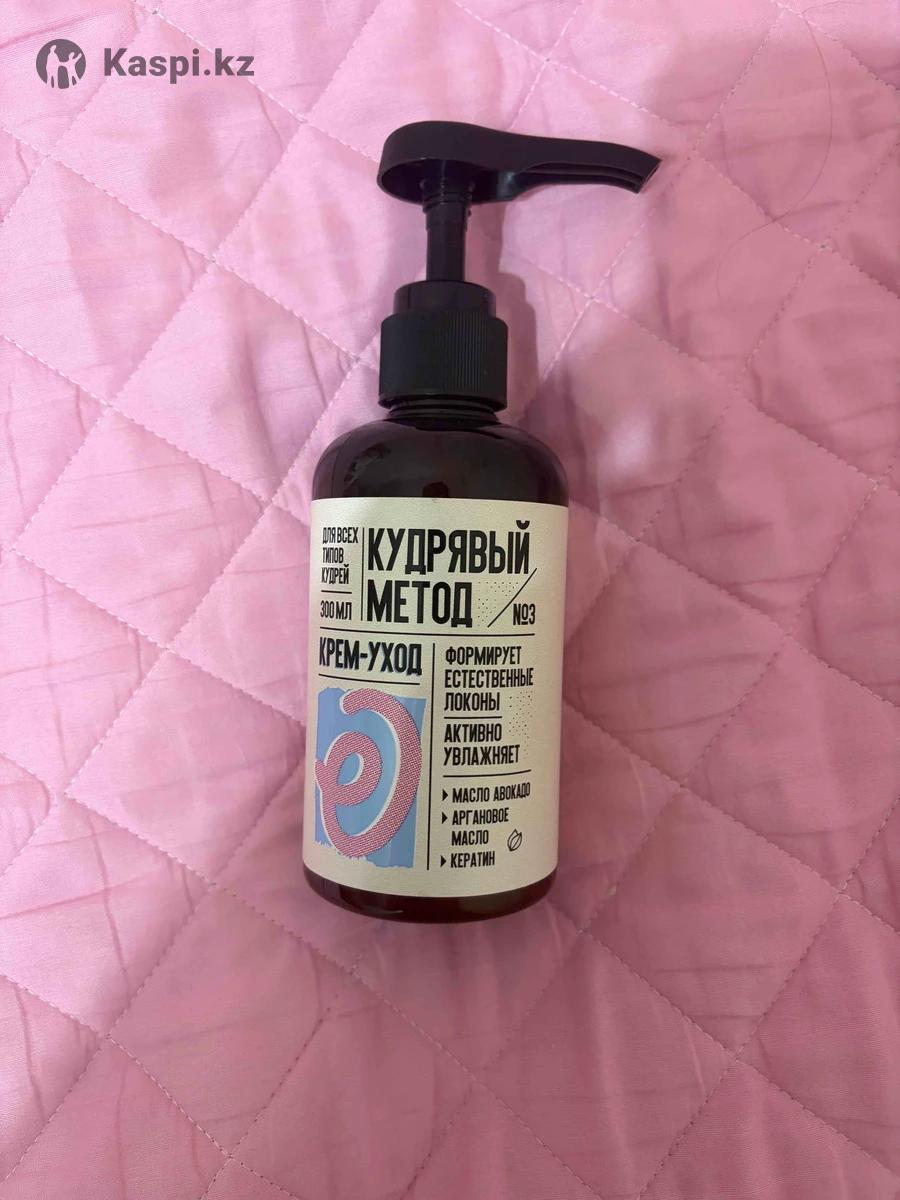 Kaspi.kz
ДЛЯ ВСЕХ
ТИПОВ
КУДРЕЙ
300 МЛ
КУДРЯВЫЙ
МЕТОД
№3
КРЕМ-УХОД
ФОРМИРУЕТ
ЕСТЕСТВЕННЫЕ
ЛОКОНЫ
АКТИВНО
УВЛАЖНЯЕТ
МАСЛО АВОКАДО
АРГАНОВОЕ
МАСЛО
КЕРАТИН